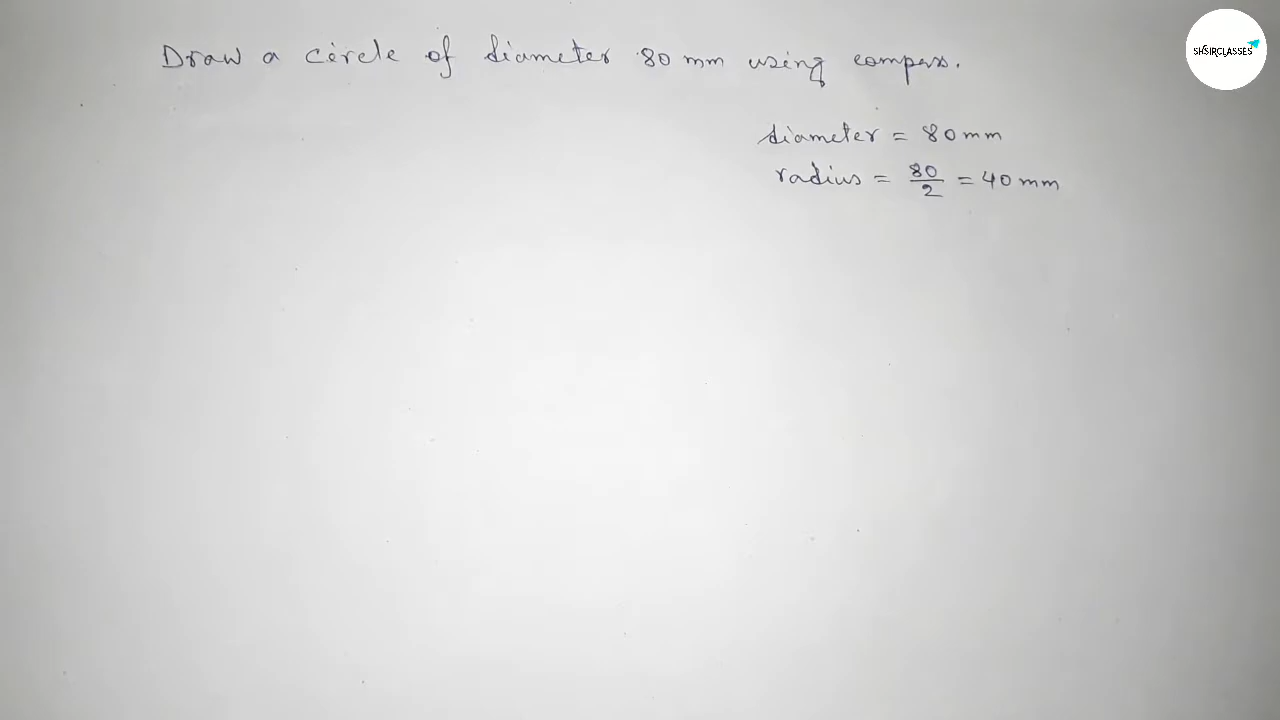 Draw a circle of diameter 80 mm using compass.
SHSIRCLASSES
diameter = 80 mm
radius = 80/2 = 40 mm